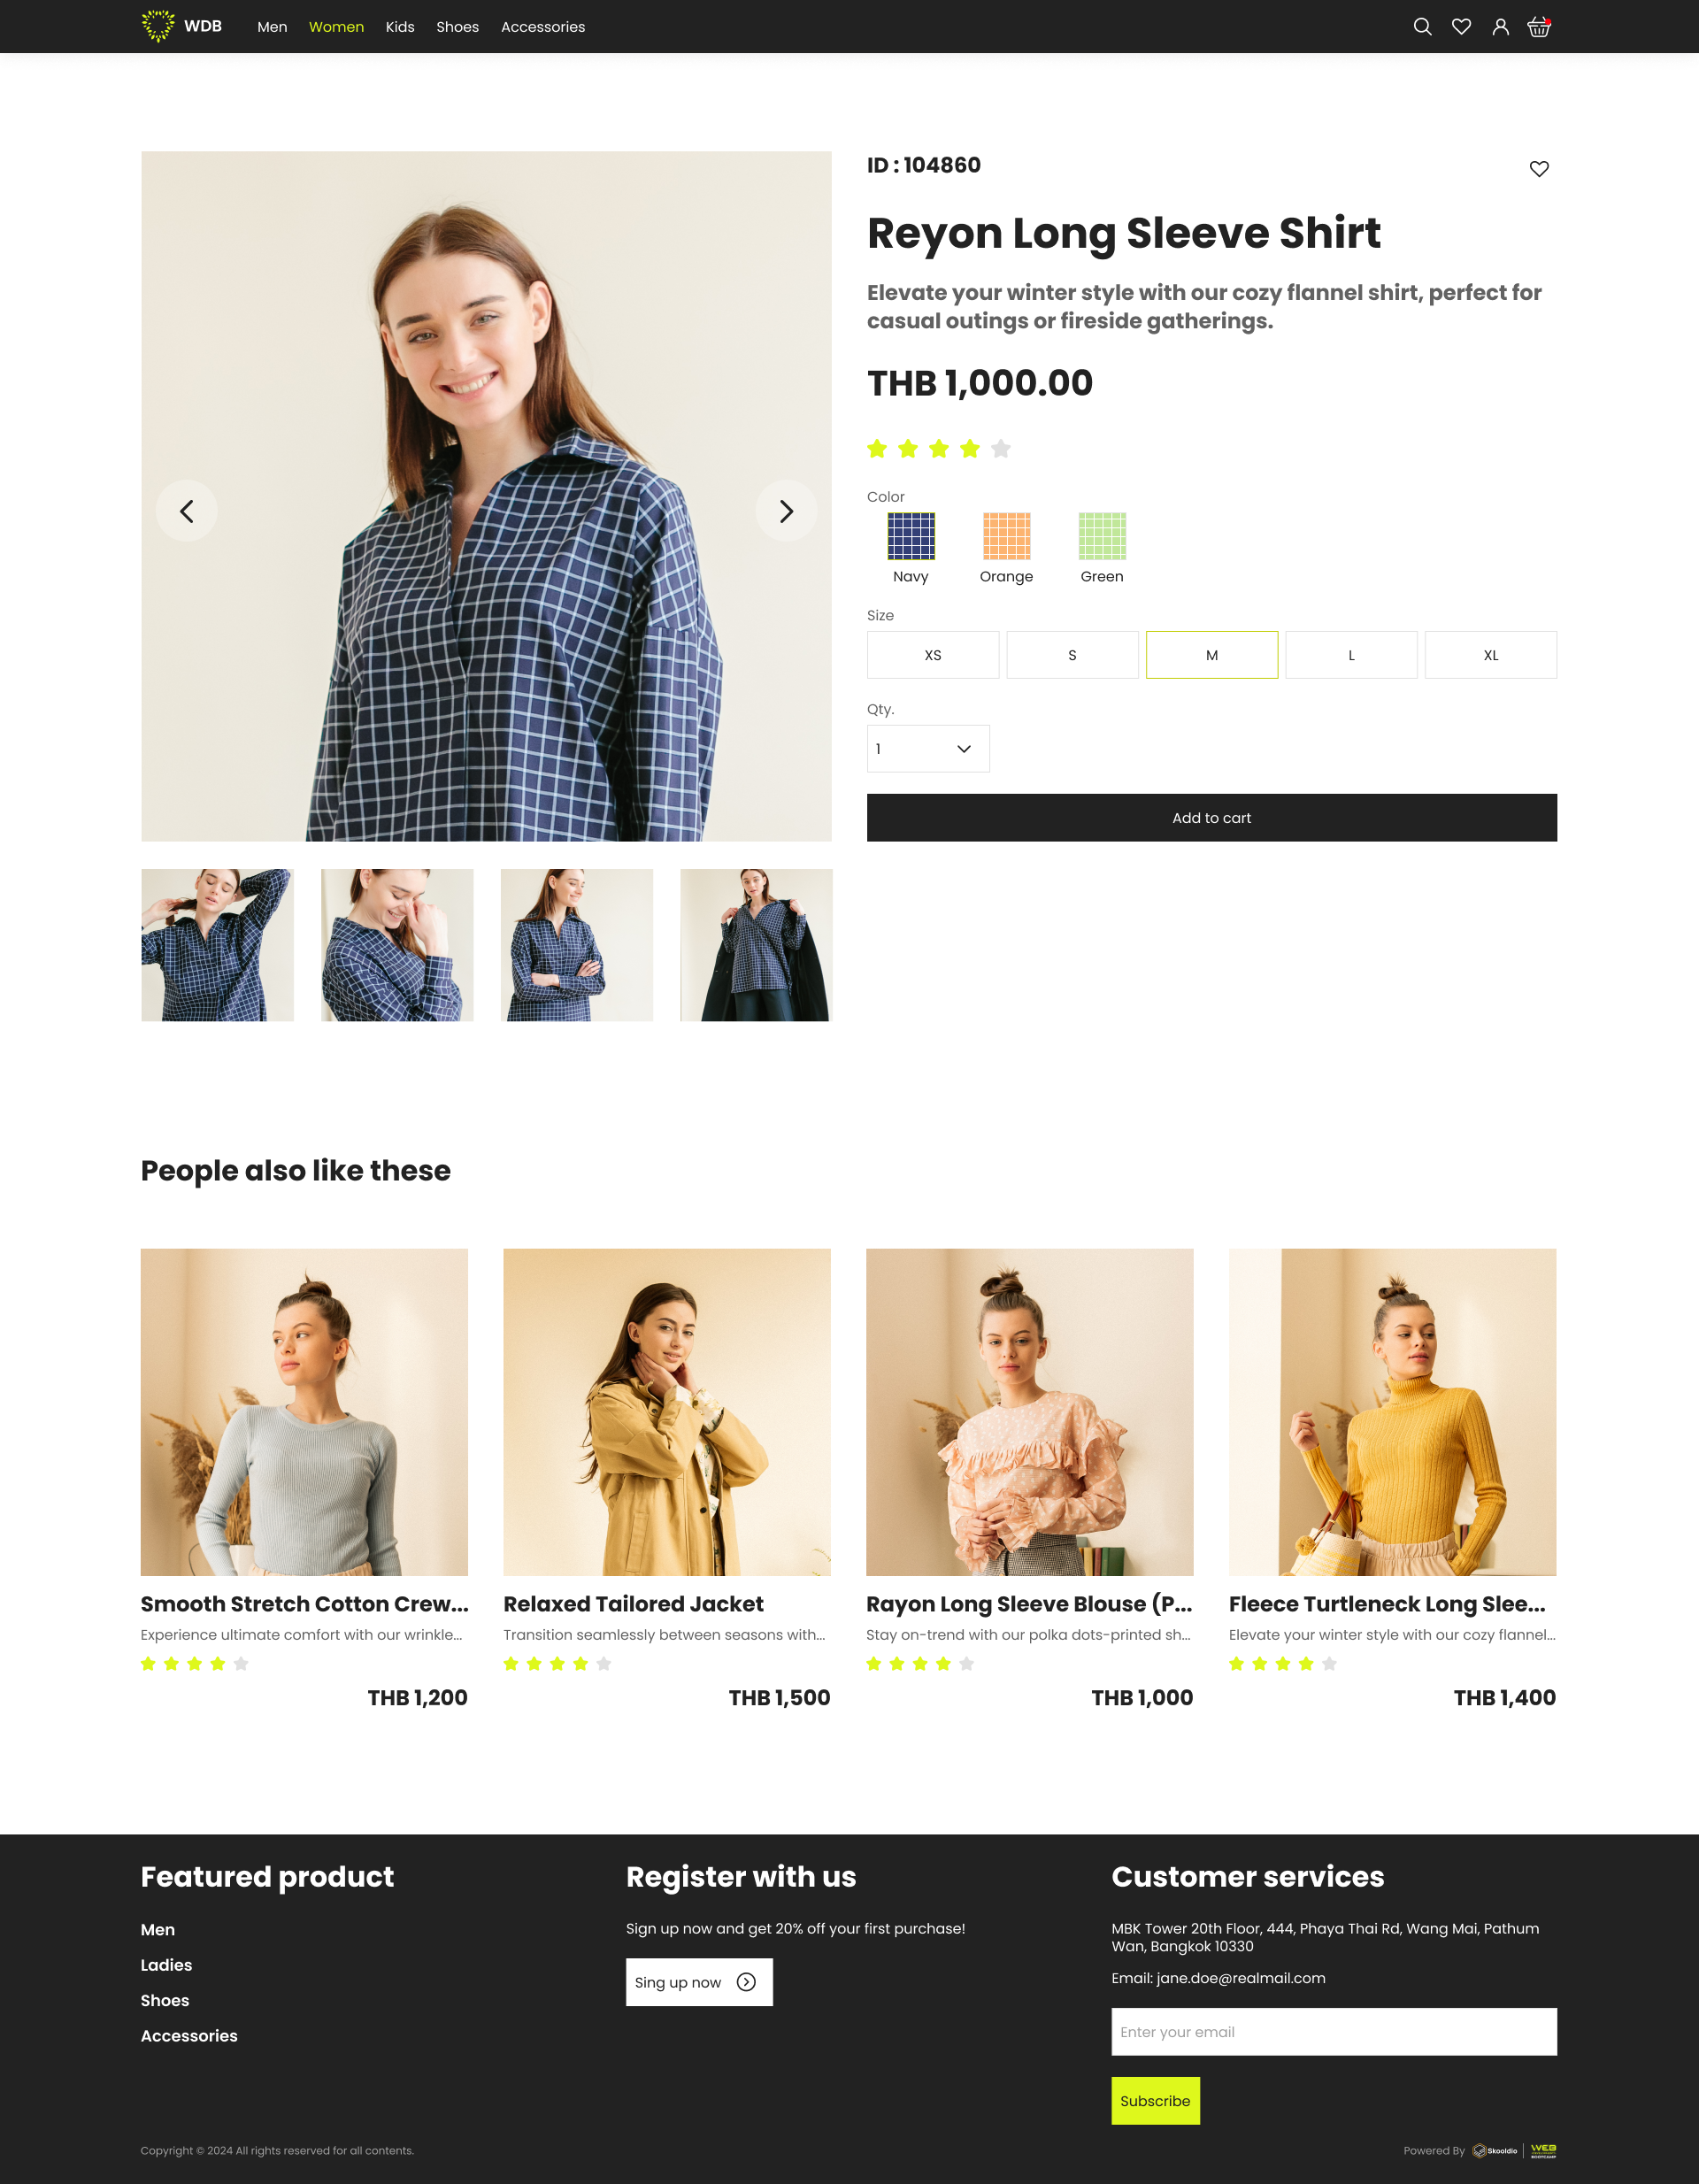 WDB
Men Women Kids Shoes Accessories
ID : 104860
Reyon Long Sleeve Shirt
Elevate your winter style with our cozy flannel shirt, perfect for
casual outings or fireside gatherings.
THB 1,000.00
Color
Navy Orange Green
Size
XS S M L XL
Qty.
1
Add to cart
People also like these
Smooth Stretch Cotton Crew...
Experience ultimate comfort with our wrinkle...
THB 1,200
Relaxed Tailored Jacket
Transition seamlessly between seasons with...
THB 1,500
Rayon Long Sleeve Blouse (P...
Stay on-trend with our polka dots-printed sh...
THB 1,000
Fleece Turtleneck Long Slee...
Elevate your winter style with our cozy flannel...
THB 1,400
Featured product
Men
Ladies
Shoes
Accessories
Register with us
Sign up now and get 20% off your first purchase!
Sing up now
Customer services
MBK Tower 20th Floor, 444, Phaya Thai Rd, Wang Mai, Pathum
Wan, Bangkok 10330
Email: jane.doe@realmail.com
Enter your email
Subscribe
Copyright © 2024 All rights reserved for all contents.
Powered By Skooldio
WEB
BOOTCAMP